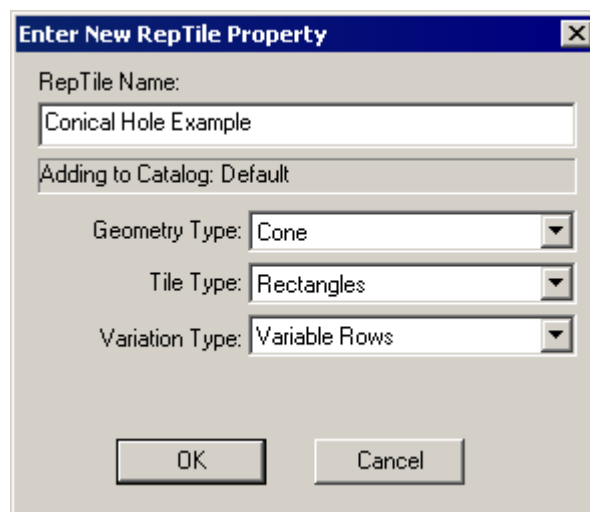 Enter New RepTile Property
RepTile Name:
Conical Hole Example
Adding to Catalog: Default
Geometry Type: Cone
Tile Type: Rectangles
Variation Type: Variable Rows
OK Cancel